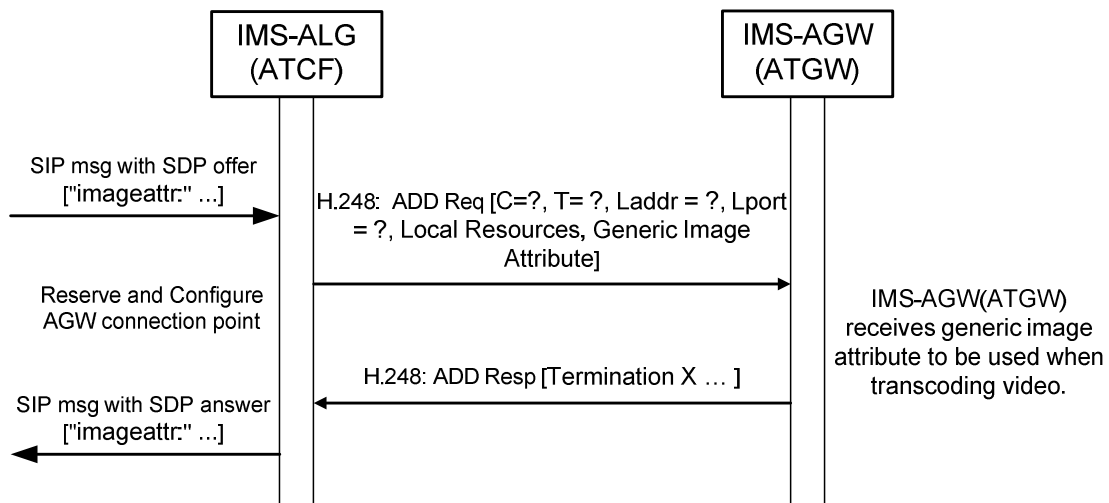 IMS-ALG
(ATCF)
IMS-AGW
(ATGW)
SIP msg with SDP offer
["imageattr:" ...]
H.248: ADD Req [C=?, T= ?, Laddr = ?, Lport
= ?, Local Resources, Generic Image
Attribute]
Reserve and Configure
AGW connection point
IMS-AGW(ATGW)
receives generic image
attribute to be used when
transcoding video.
H.248: ADD Resp [Termination X ... ]
SIP msg with SDP answer
["imageattr:" ...]